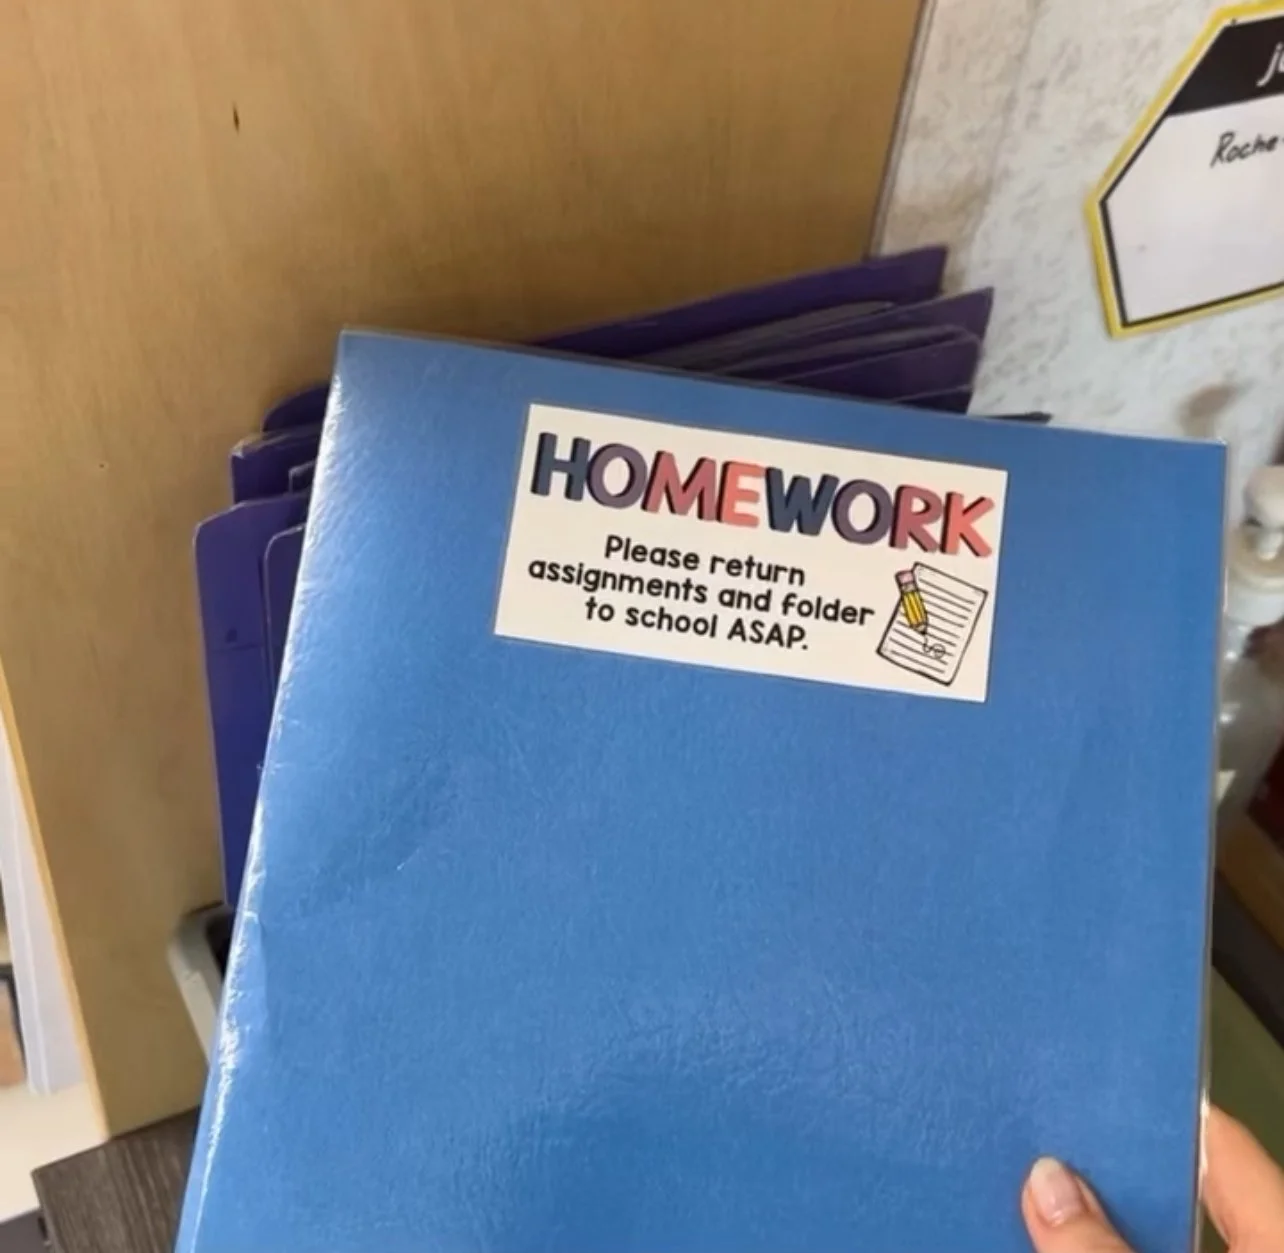 HOMEWORK
Please return
assignments and folder
to school ASAP.